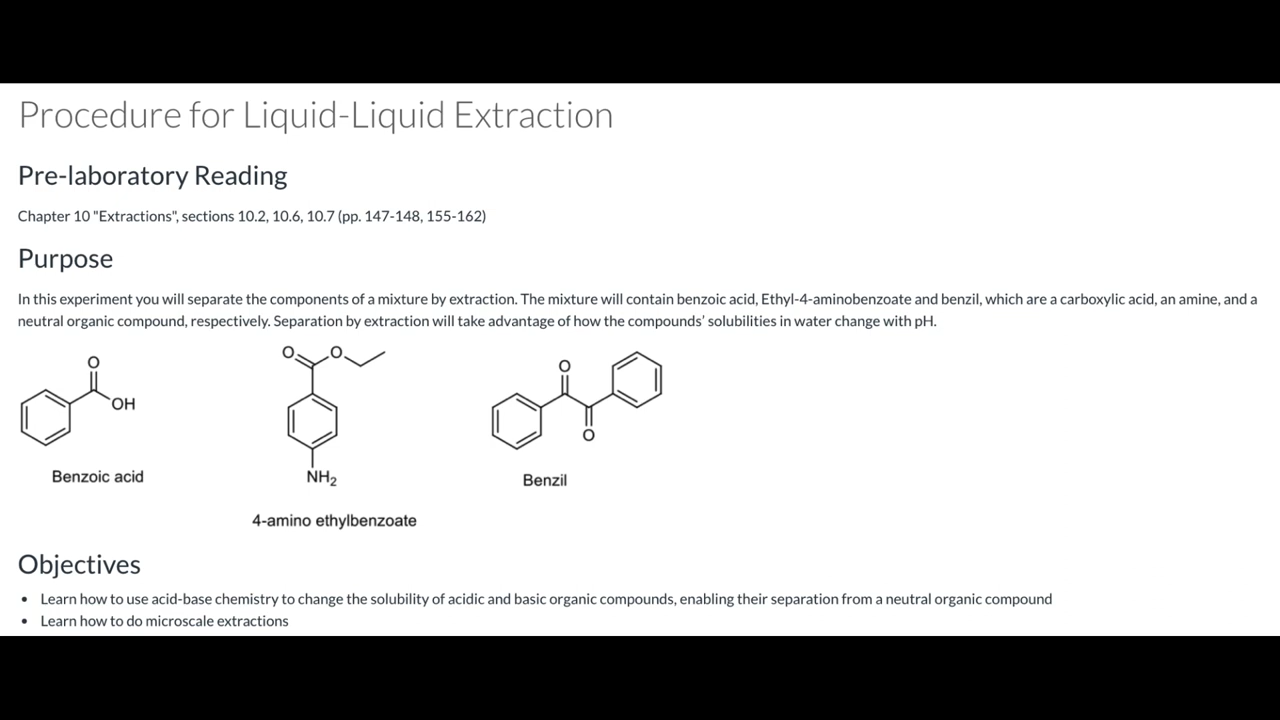 Procedure for Liquid-Liquid Extraction
Pre-laboratory Reading
Chapter 10 "Extractions", sections 10.2, 10.6, 10.7 (pp. 147-148, 155-162)
Purpose
In this experiment you will separate the components of a mixture by extraction. The mixture will contain benzoic acid, Ethyl-4-aminobenzoate and benzil, which are a carboxylic acid, an amine, and a
neutral organic compound, respectively. Separation by extraction will take advantage of how the compounds' solubilities in water change with pH.
O
OH
Benzoic acid
O O
NH2
4-amino ethylbenzoate
O
O
Benzil
Objectives
• Learn how to use acid-base chemistry to change the solubility of acidic and basic organic compounds, enabling their separation from a neutral organic compound
• Learn how to do microscale extractions